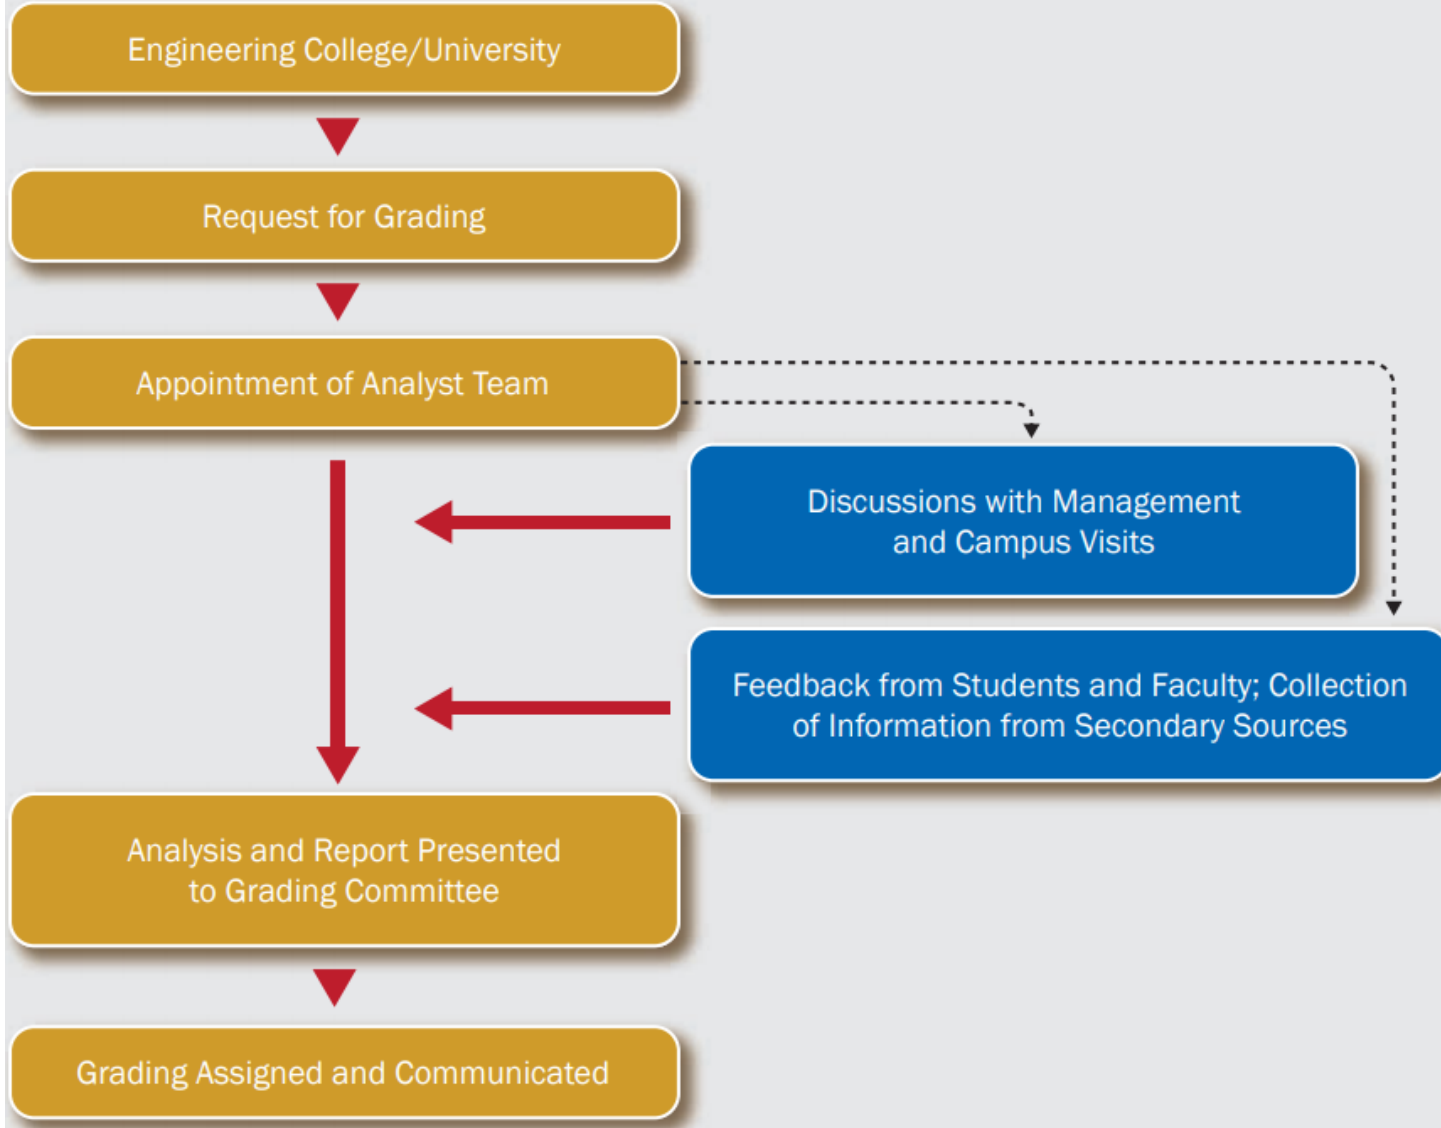 Engineering College/University
Request for Grading
Appointment of Analyst Team
Discussions with Management
and Campus Visits
Feedback from Students and Faculty; Collection
of Information from Secondary Sources
Analysis and Report Presented
to Grading Committee
Grading Assigned and Communicated